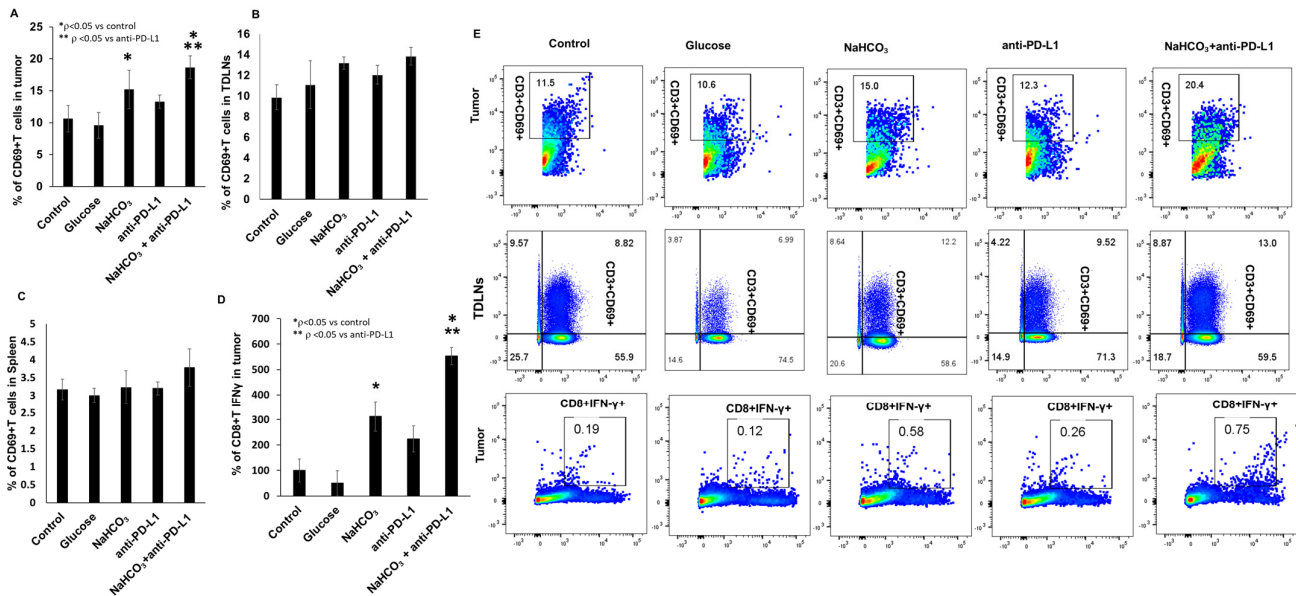 A
*ρ<0.05 vs control
** ρ <0.05 vs anti-PD-L1
% of CD69+T cells in tumor
25
20
15
10
5
0
*
*
**
Control
Glucose
NaHCO₃
anti-PD-L1
NaHCO₃ + anti-PD-L1
B
% of CD69+T cells in TDLNs
16
14
12
10
8
6
4
2
0
Control
Glucose
NaHCO₃
anti-PD-L1
NaHCO₃ + anti-PD-L1
C
% of CD69+T cells in Spleen
5
4.5
4
3.5
3
2.5
2
1.5
1
0.5
0
Control
Glucose
NaHCO₃
anti-PD-L1
NaHCO₃+anti-PD-L1
D
*ρ<0.05 vs control
** ρ <0.05 vs anti-PD-L1
% of CD8+T IFNγ in tumor
700
600
500
400
300
200
100
0
*
*
**
Control
Glucose
NaHCO₃
anti-PD-L1
NaHCO₃ + anti-PD-L1
E
Control
Glucose
NaHCO₃
anti-PD-L1
NaHCO₃+anti-PD-L1
Tumor
CD3+CD69+
11.5
CD3+CD69+
10.6
CD3+CD69+
15.0
CD3+CD69+
12.3
CD3+CD69+
20.4
TDLNs
9.57 8.82
CD3+CD69+
25.7 55.9
3.87 6.99
CD3+CD69+
14.6 74.5
8.64 12.2
CD3+CD69+
20.6 58.6
4.22 9.52
CD3+CD69+
14.9 71.3
8.87 13.0
CD3+CD69+
18.7 59.5
Tumor
CD8+IFN-γ+
0.19
CD8+IFN-γ+
0.12
CD8+IFN-γ+
0.58
CD8+IFN-γ+
0.26
CD8+IFN-γ+
0.75